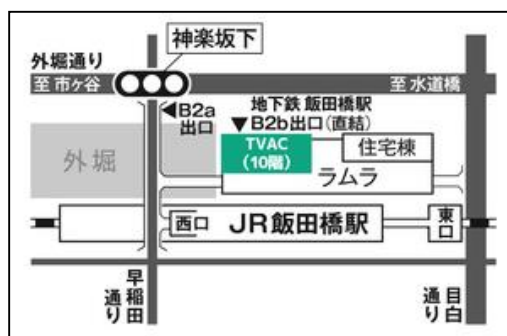 神楽坂下
外堀通り
至 市ヶ谷
至 水道橋
◀B2a
出口
地下鉄 飯田橋駅
▼B2b出口(直結)
TVAC
(10階)
住宅棟
ラムラ
外堀
西口
JR飯田橋駅
東口
早稲田通り
目白通り